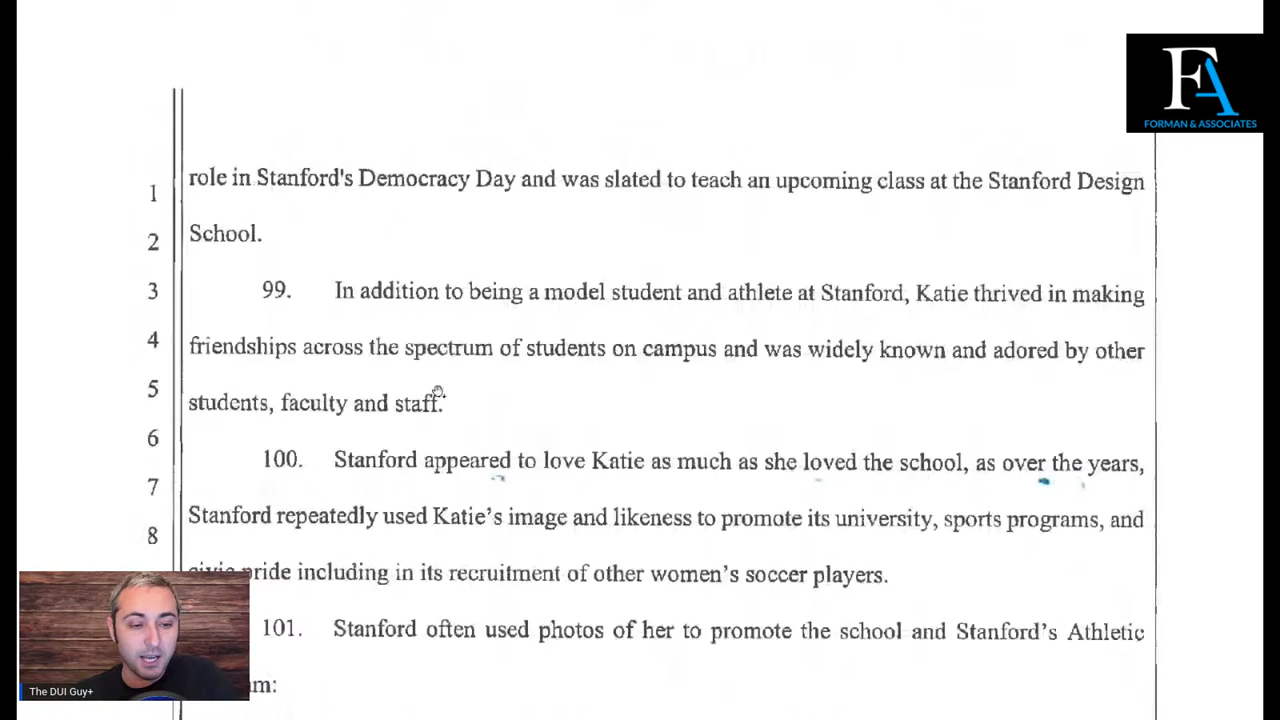 FA
FORMAN & ASSOCIATES
1
role in Stanford's Democracy Day and was slated to teach an upcoming class at the Stanford Design
2
School.
3
99. In addition to being a model student and athlete at Stanford, Katie thrived in making
4
friendships across the spectrum of students on campus and was widely known and adored by other
5
students, faculty and staff.
6
100. Stanford appeared to love Katie as much as she loved the school, as over the years,
7
Stanford repeatedly used Katie's image and likeness to promote its university, sports programs, and
8
pride including in its recruitment of other women's soccer players.
101. Stanford often used photos of her to promote the school and Stanford's Athletic
am:
The DUI Guy+